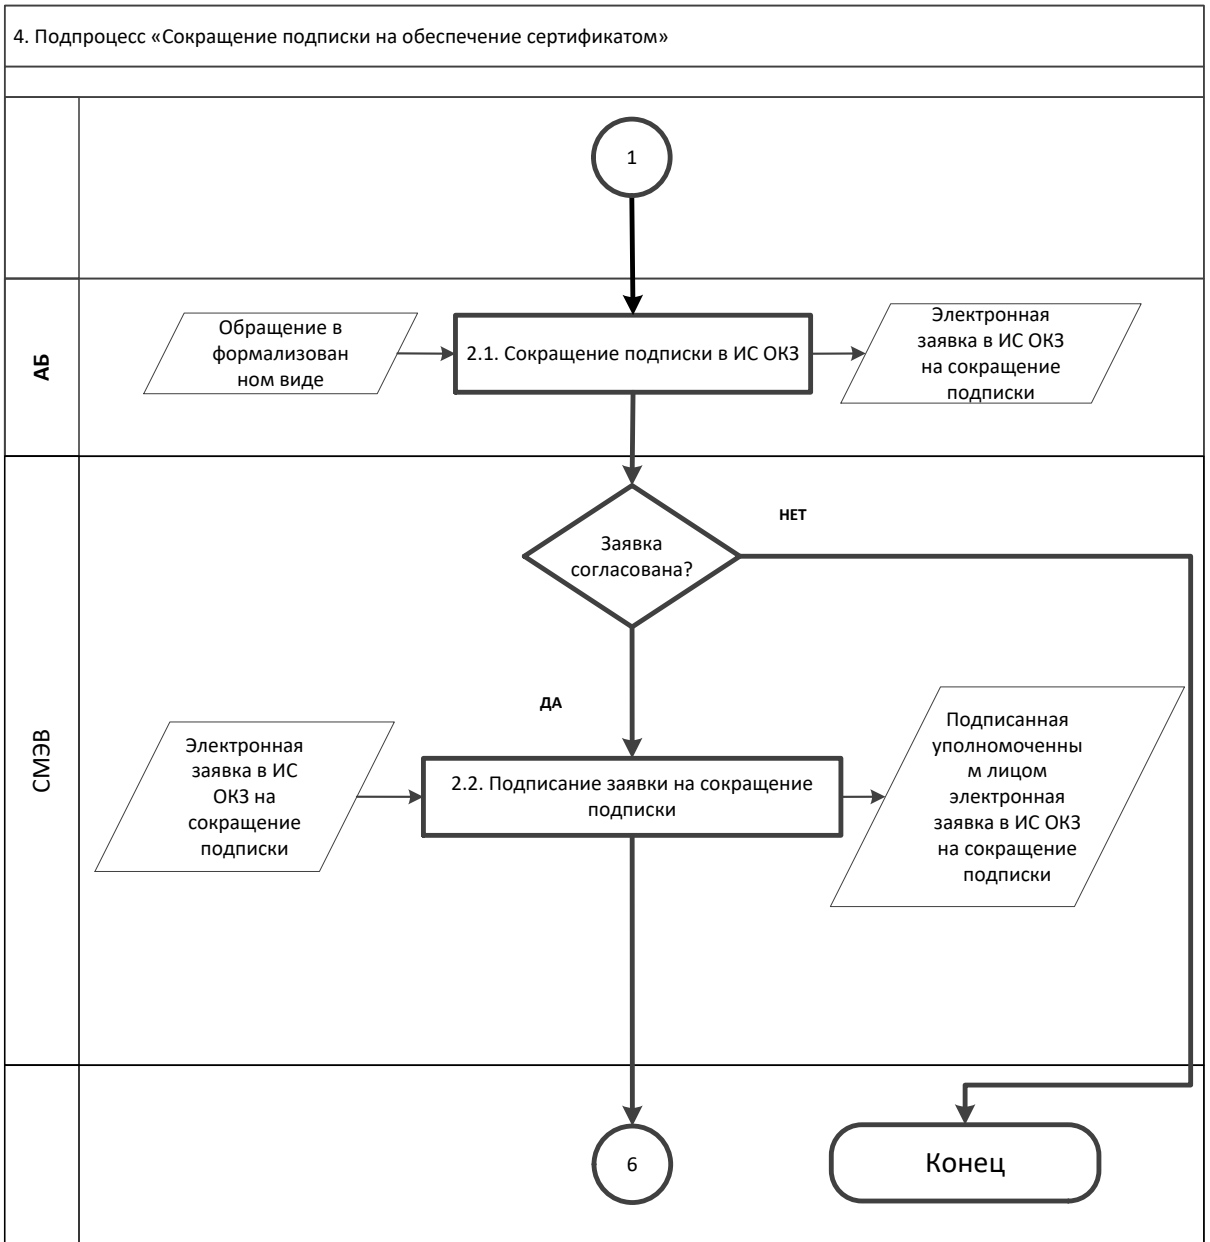 4. Подпроцесс «Сокращение подписки на обеспечение сертификатом»
1
АБ
Обращение в
формализован
ном виде
2.1. Сокращение подписки в ИС ОКЗ
Электронная
заявка в ИС ОКЗ
на сокращение
подписки
СМЭВ
Заявка
согласована?
НЕТ
ДА
Электронная
заявка в ИС
ОКЗ на
сокращение
подписки
2.2. Подписание заявки на сокращение
подписки
Подписанная
уполномоченны
м лицом
электронная
заявка в ИС ОКЗ
на сокращение
подписки
6
Конец